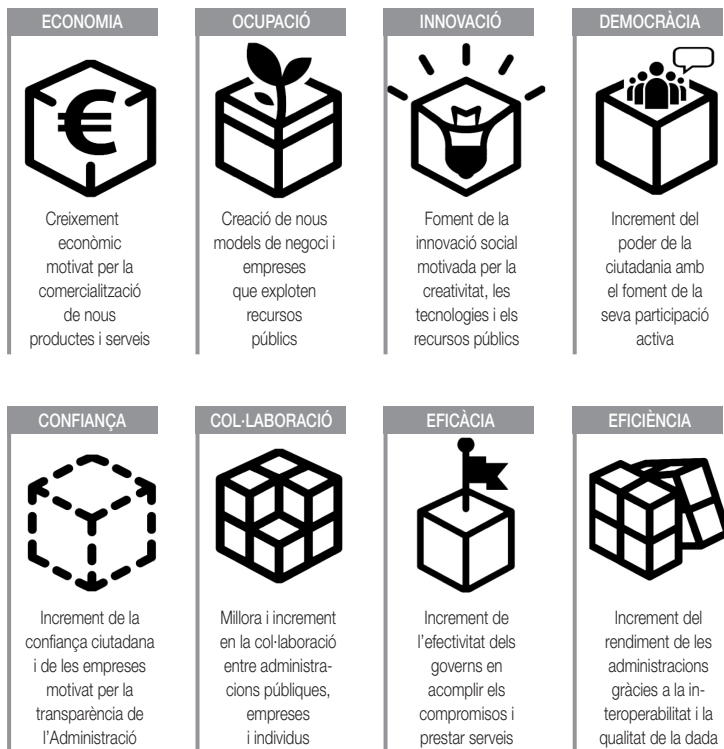 ECONOMIA
Creixement
econòmic
motivat per la
comercialització
de nous
productes i serveis
OCUPACIÓ
Creació de nous
models de negoci i
empreses
que exploten
recursos
públics
INNOVACIÓ
Foment de la
innovació social
motivada per la
creativitat, les
tecnologies i els
recursos públics
DEMOCRÀCIA
Increment del
poder de la
ciutadania amb
el foment de la
seva participació
activa
CONFIANÇA
Increment de la
confiança ciutadana
i de les empreses
motivat per la
transparència de
l'Administració
COL·LABORACIÓ
Millora i increment
en la col·laboració
entre administra-
cions públiques,
empreses
i individus
EFICÀCIA
Increment de
l'efectivitat dels
governs en
acomplir els
compromisos i
prestar serveis
EFICIÈNCIA
Increment del
rendiment de les
administracions
gràcies a la in-
teroperabilitat i la
qualitat de la dada